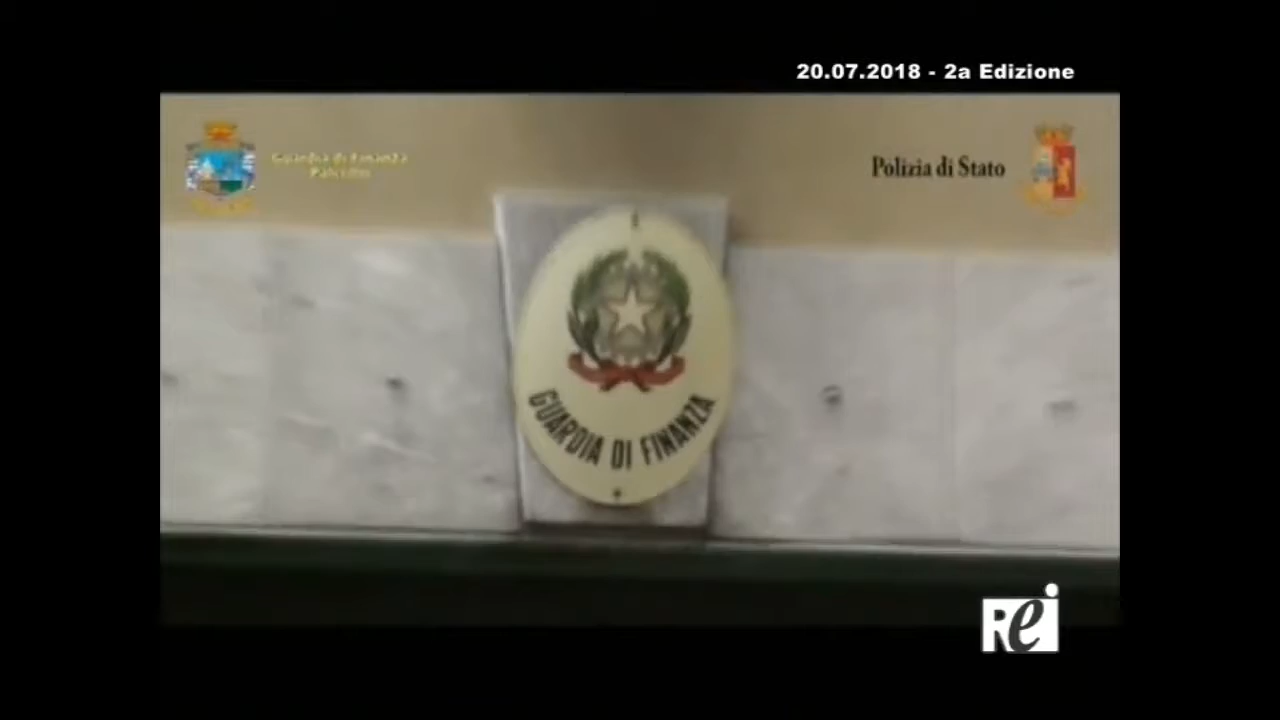 20.07.2018 - 2a Edizione
Guardia di Finanza
Palermo
Polizia di Stato
GUARDIA DI FINANZA
Rei